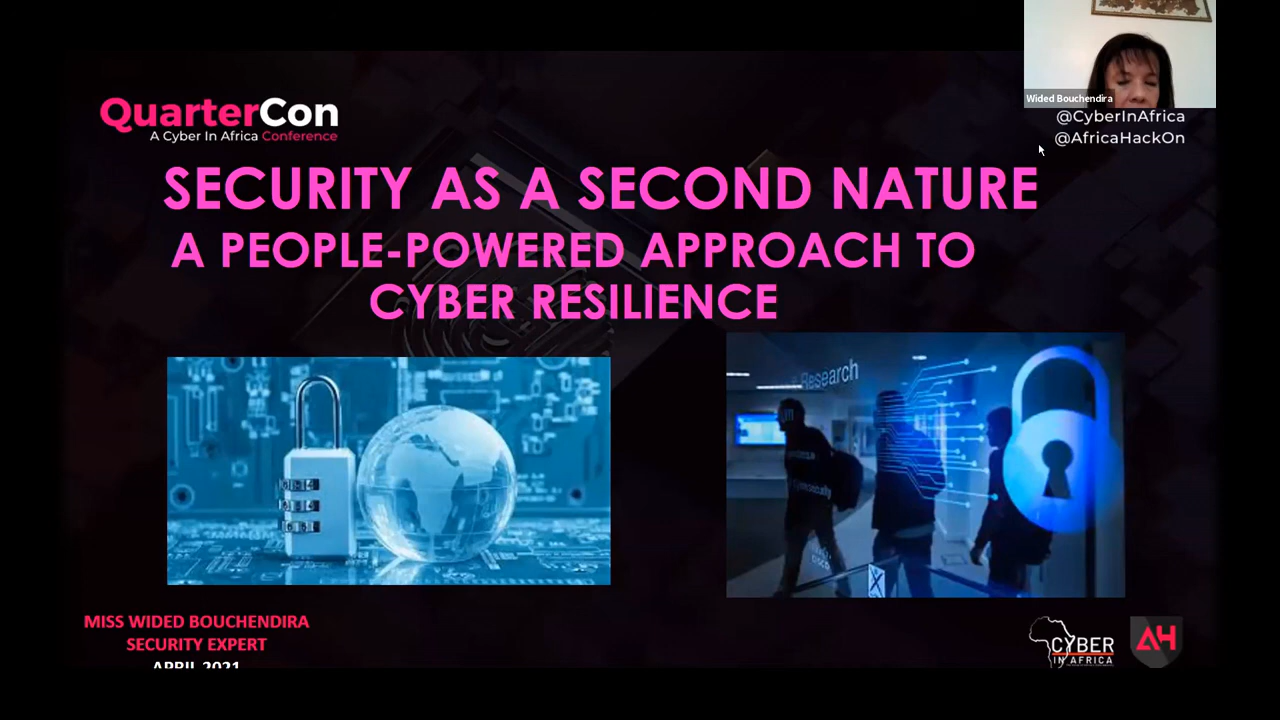 QuarterCon
A Cyber In Africa Conference
Wided Bouchendira
@CyberInAfrica
@AfricaHackOn
SECURITY AS A SECOND NATURE
A PEOPLE-POWERED APPROACH TO
CYBER RESILIENCE
Research
MISS WIDED BOUCHENDIRA
SECURITY EXPERT
APRIL 2021
CYBER
IN AFRICA
AH